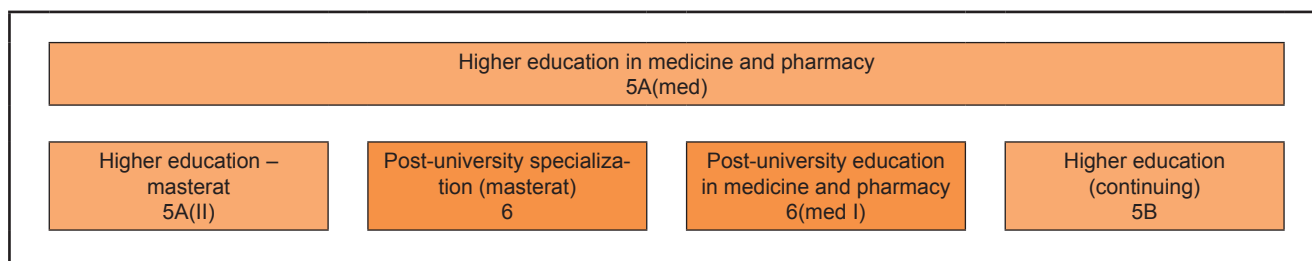 Higher education in medicine and pharmacy
5A(med)
Higher education –
masterat
5A(II)
Post-university specializa-
tion (masterat)
6
Post-university education
in medicine and pharmacy
6(med I)
Higher education
(continuing)
5B